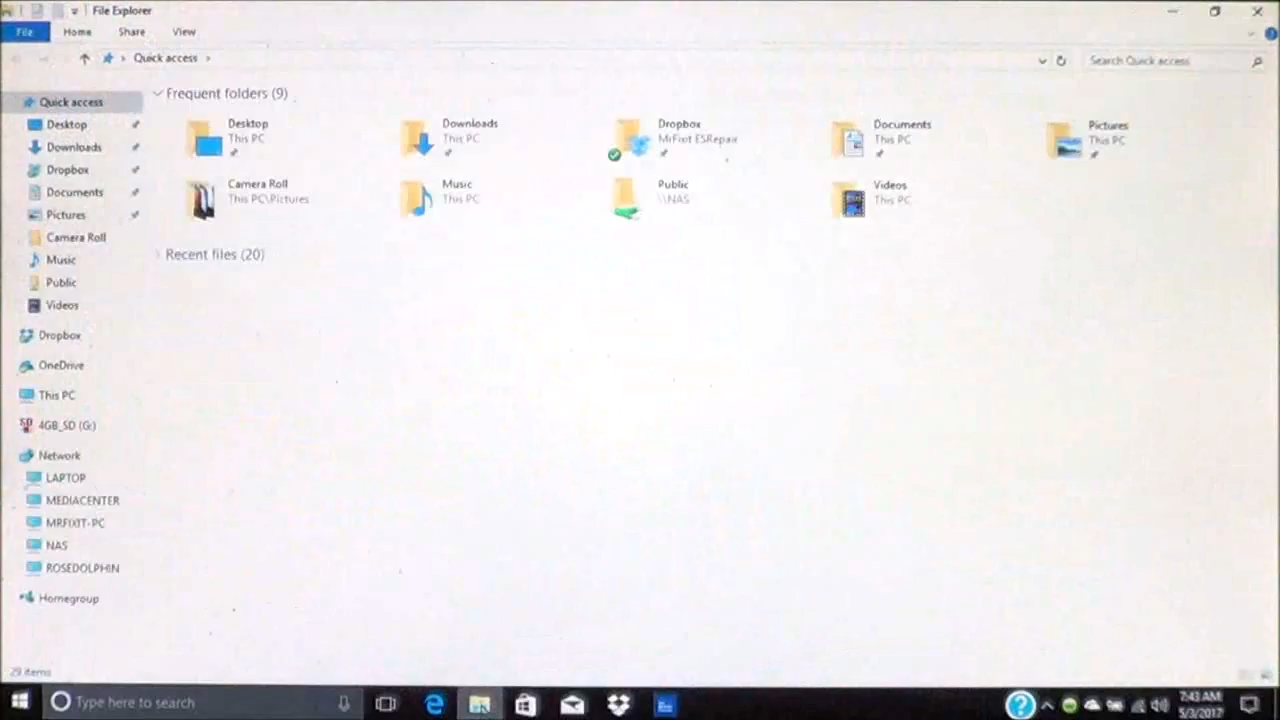 File Explorer
File Home Share View
Quick access
Search Quick access
Quick access
Desktop
Downloads
Dropbox
Documents
Pictures
Camera Roll
Music
Public
Videos
Dropbox
OneDrive
This PC
4GB_SD (G:)
Network
LAPTOP
MEDIACENTER
MRFIXIT-PC
NAS
ROSEDOLPHIN
Homegroup
Frequent folders (9)
Desktop
This PC
Downloads
This PC
Dropbox
MrFixit ESRepair
Documents
This PC
Pictures
This PC
Camera Roll
This PC\Pictures
Music
This PC
Public
\\NAS
Videos
This PC
Recent files (20)
29 items
Type here to search
7:43 AM
5/3/2017